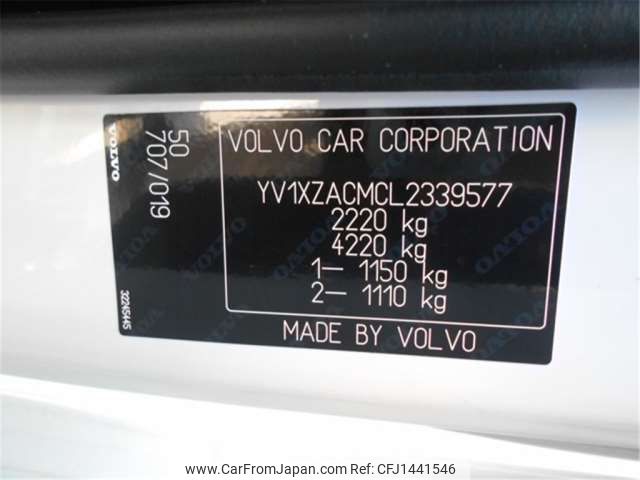 VOLVO CAR CORPORATION
YV1XZACMCL2339577
2220 kg
4220 kg
1– 1150 kg
2– 1110 kg
MADE BY VOLVO
50
707/019
VOLVO
32245445
www.CarFromJapan.com - CFJ1441546